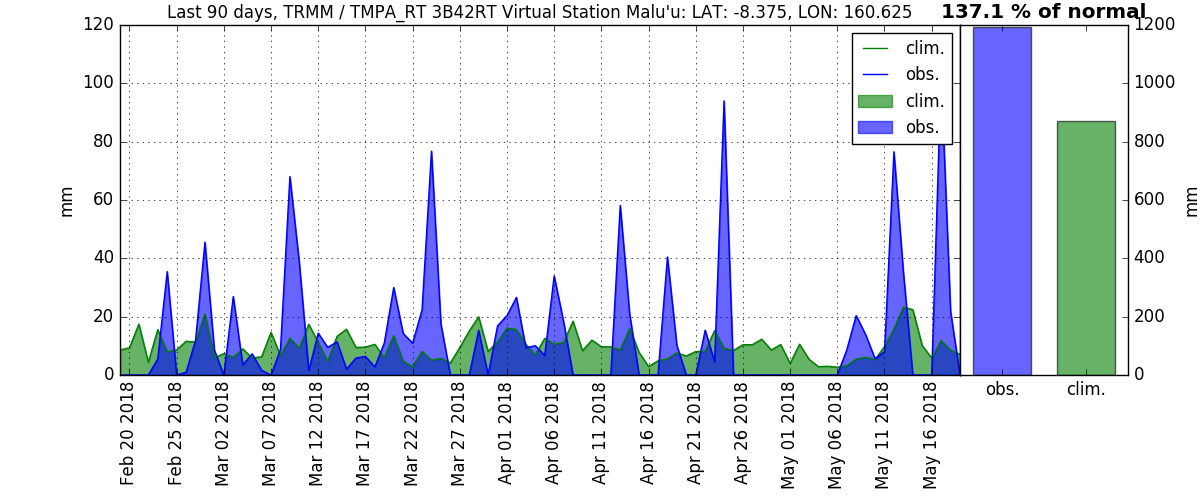 Last 90 days, TRMM / TMPA_RT 3B42RT Virtual Station Malu'u: LAT: -8.375, LON: 160.625
137.1 % of normal
120
100
80
60
40
20
0
mm
clim.
obs.
clim.
obs.
1200
1000
800
600
400
200
0
mm
Feb 20 2018
Feb 25 2018
Mar 02 2018
Mar 07 2018
Mar 12 2018
Mar 17 2018
Mar 22 2018
Mar 27 2018
Apr 01 2018
Apr 06 2018
Apr 11 2018
Apr 16 2018
Apr 21 2018
Apr 26 2018
May 01 2018
May 06 2018
May 11 2018
May 16 2018
obs.
clim.